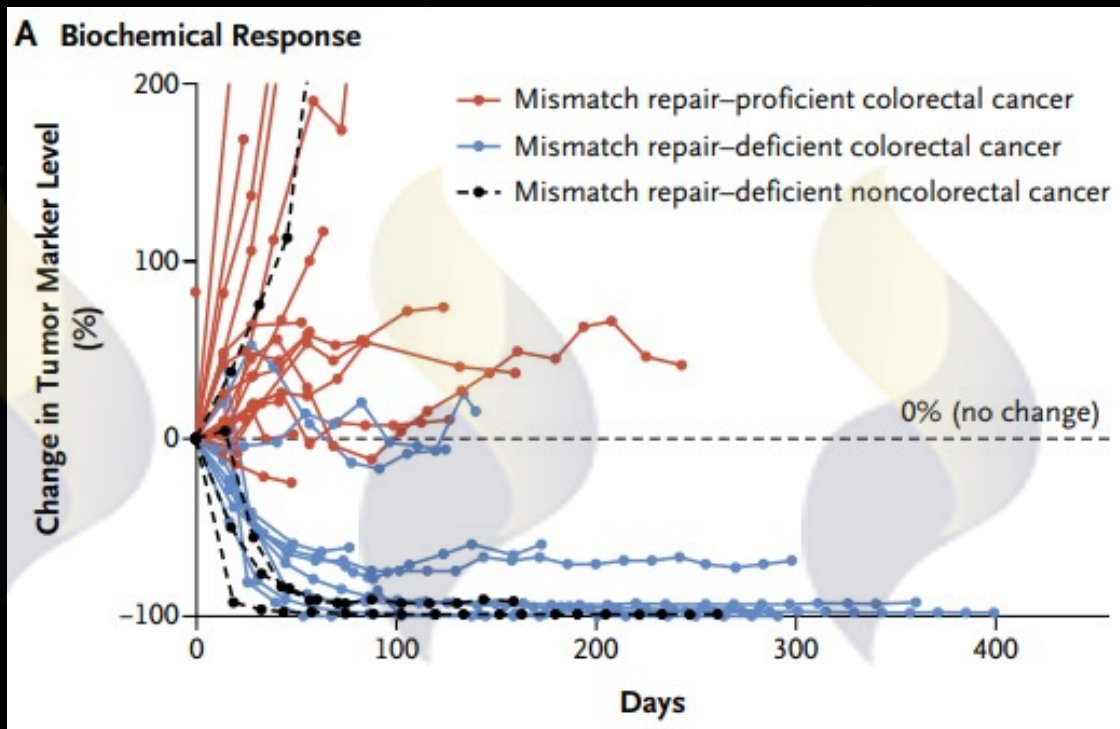 A Biochemical Response
Change in Tumor Marker Level
(%)
200
100
0
−100
Mismatch repair–proficient colorectal cancer
Mismatch repair–deficient colorectal cancer
Mismatch repair–deficient noncolorectal cancer
0% (no change)
0
100
200
300
400
Days